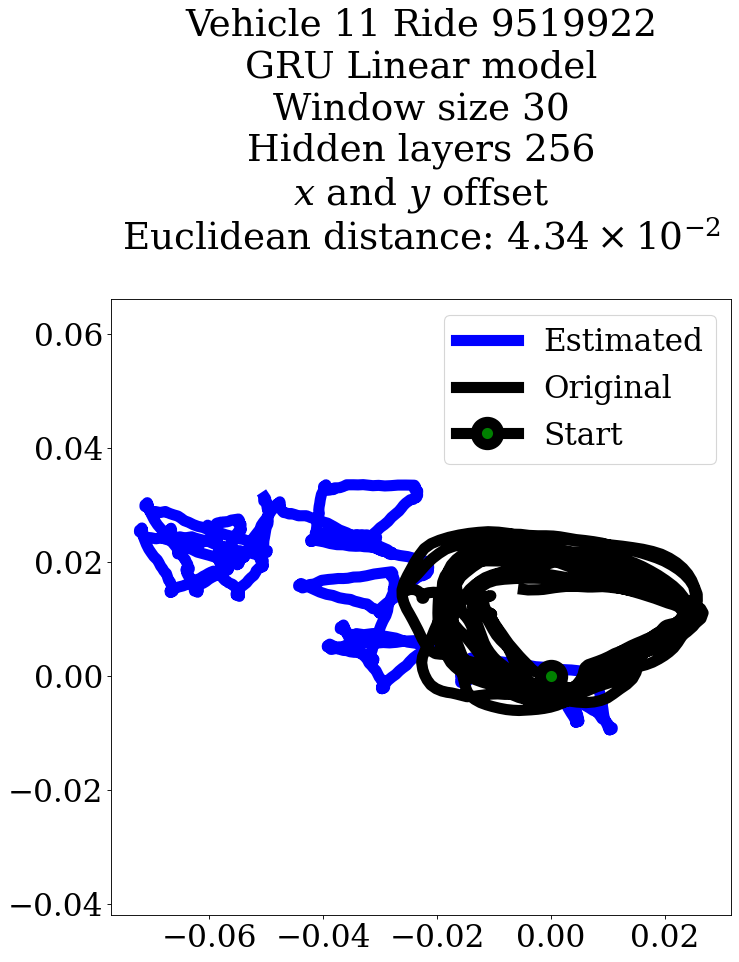 Vehicle 11 Ride 9519922
GRU Linear model
Window size 30
Hidden layers 256
x and y offset
Euclidean distance: 4.34 × 10⁻²
0.06
0.04
0.02
0.00
−0.02
−0.04
Estimated
Original
Start
−0.06 −0.04 −0.02 0.00 0.02